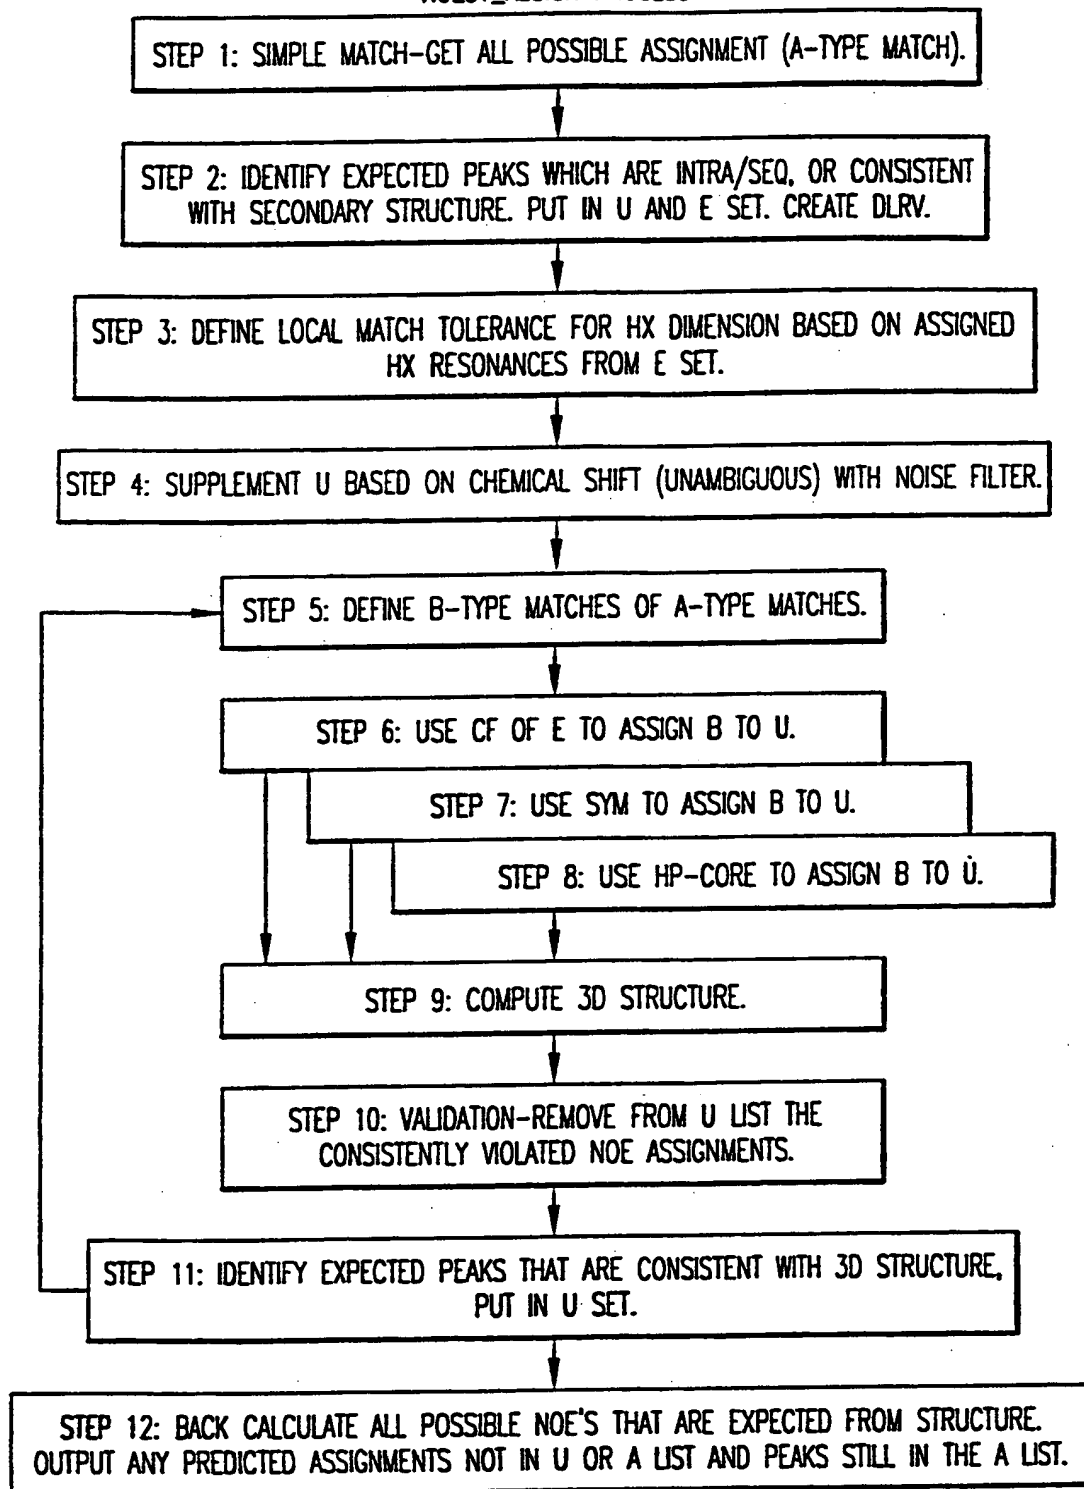 STEP 1: SIMPLE MATCH–GET ALL POSSIBLE ASSIGNMENT (A–TYPE MATCH).
STEP 2: IDENTIFY EXPECTED PEAKS WHICH ARE INTRA/SEQ, OR CONSISTENT
WITH SECONDARY STRUCTURE. PUT IN U AND E SET. CREATE DLRV.
STEP 3: DEFINE LOCAL MATCH TOLERANCE FOR HX DIMENSION BASED ON ASSIGNED
HX RESONANCES FROM E SET.
STEP 4: SUPPLEMENT U BASED ON CHEMICAL SHIFT (UNAMBIGUOUS) WITH NOISE FILTER.
STEP 5: DEFINE B–TYPE MATCHES OF A–TYPE MATCHES.
STEP 6: USE CF OF E TO ASSIGN B TO U.
STEP 7: USE SYM TO ASSIGN B TO U.
STEP 8: USE HP–CORE TO ASSIGN B TO U.
STEP 9: COMPUTE 3D STRUCTURE.
STEP 10: VALIDATION–REMOVE FROM U LIST THE
CONSISTENTLY VIOLATED NOE ASSIGNMENTS.
STEP 11: IDENTIFY EXPECTED PEAKS THAT ARE CONSISTENT WITH 3D STRUCTURE,
PUT IN U SET.
STEP 12: BACK CALCULATE ALL POSSIBLE NOE'S THAT ARE EXPECTED FROM STRUCTURE.
OUTPUT ANY PREDICTED ASSIGNMENTS NOT IN U OR A LIST AND PEAKS STILL IN THE A LIST.